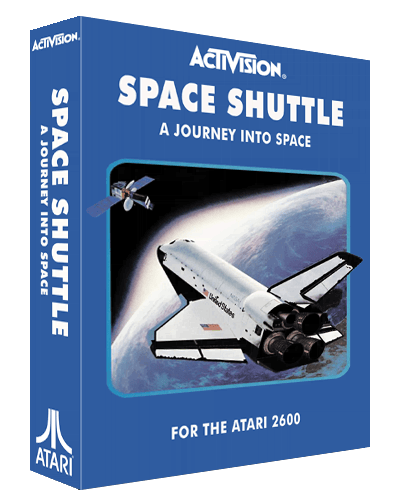 ACTIVISION®
SPACE SHUTTLE
A JOURNEY INTO SPACE
ATARI
ACTIVISION®
SPACE SHUTTLE
A JOURNEY INTO SPACE
United States
FOR THE ATARI 2600